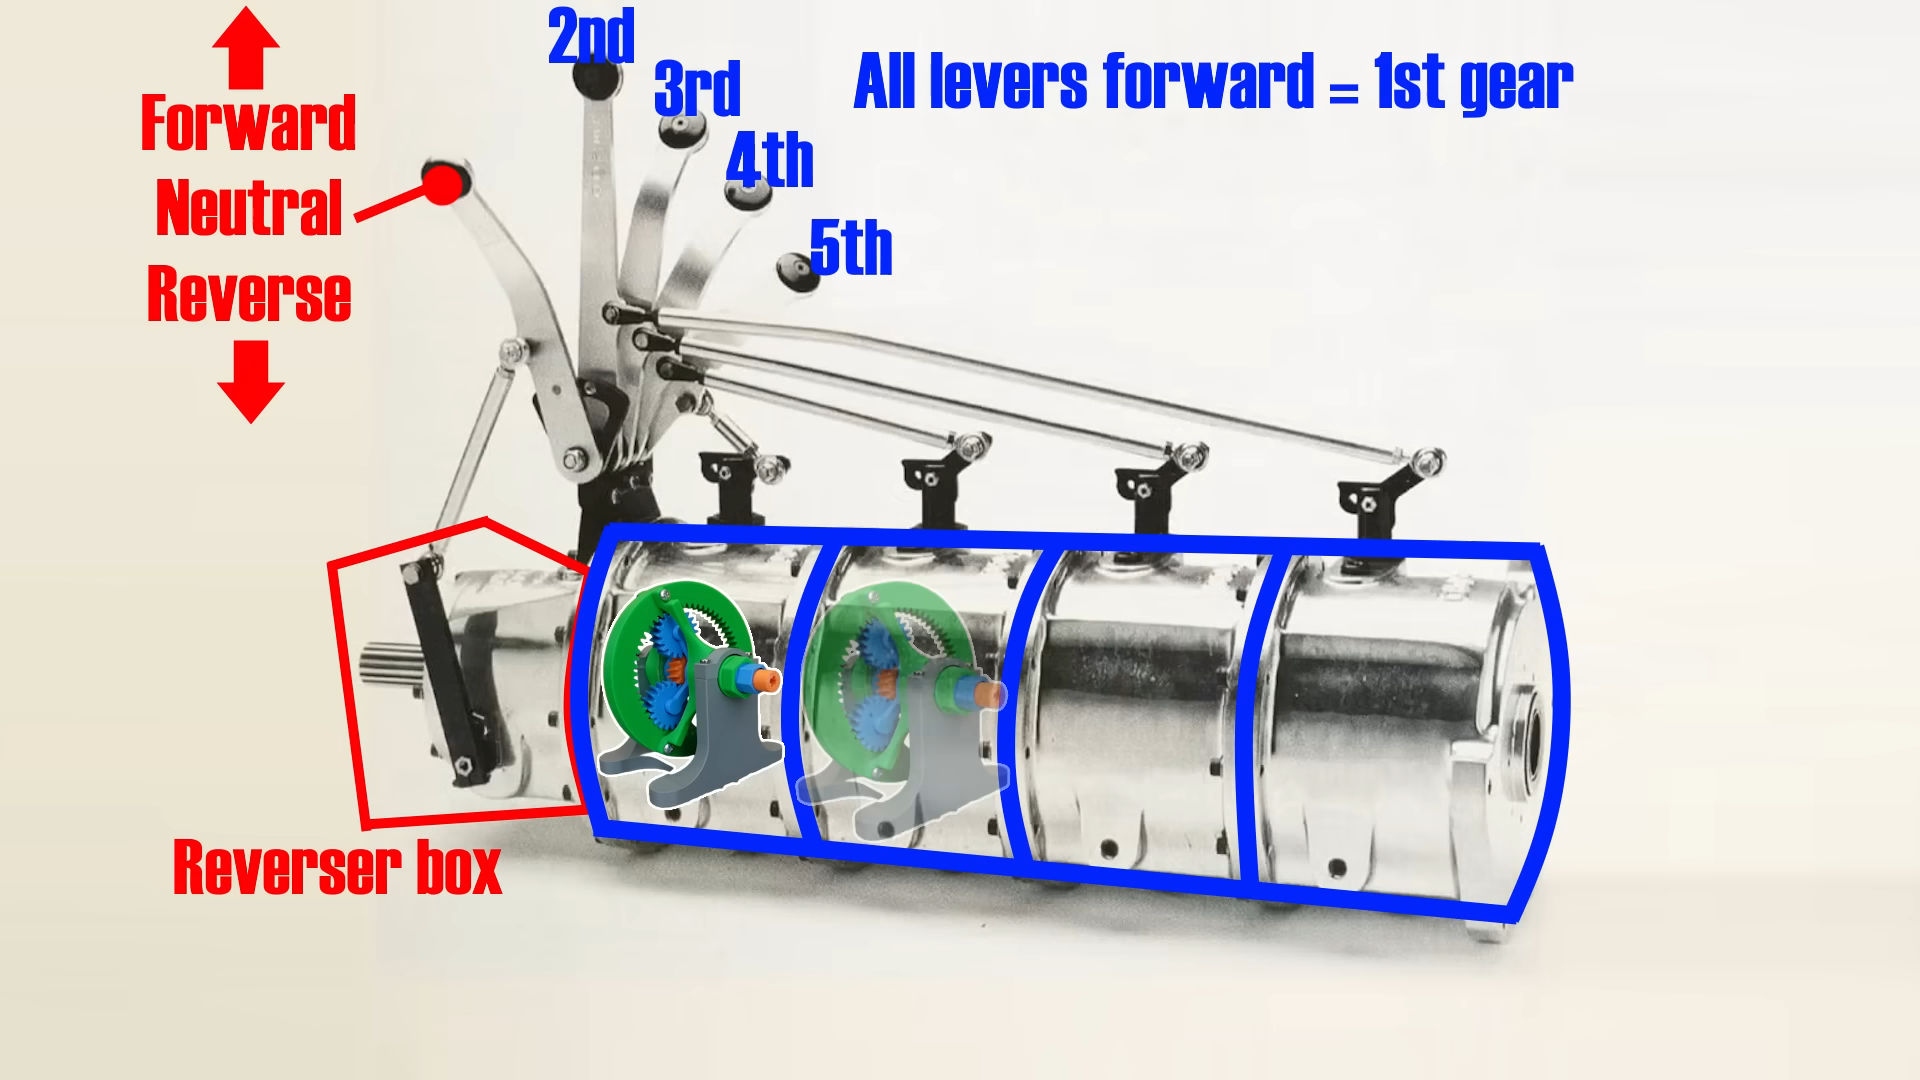 2nd
3rd
4th
5th
All levers forward = 1st gear
Forward
Neutral
Reverse
Reverser box